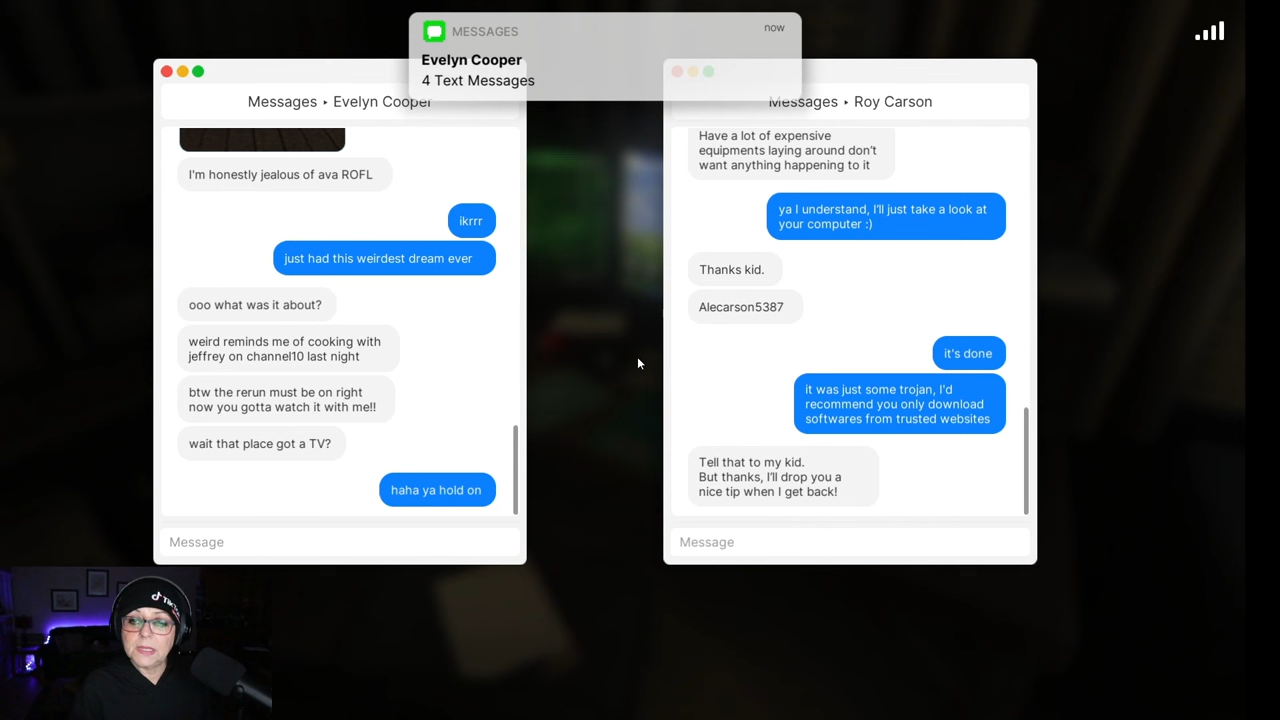 MESSAGES
now
Evelyn Cooper
4 Text Messages
Messages ‣ Evelyn Cooper
I'm honestly jealous of ava ROFL
ikrrr
just had this weirdest dream ever
ooo what was it about?
weird reminds me of cooking with
jeffrey on channel10 last night
btw the rerun must be on right
now you gotta watch it with me!!
wait that place got a TV?
haha ya hold on
Message
Messages ‣ Roy Carson
Have a lot of expensive
equipments laying around don't
want anything happening to it
ya I understand, I'll just take a look at
your computer :)
Thanks kid.
Alecarson5387
it's done
it was just some trojan, I'd
recommend you only download
softwares from trusted websites
Tell that to my kid.
But thanks, I'll drop you a
nice tip when I get back!
Message